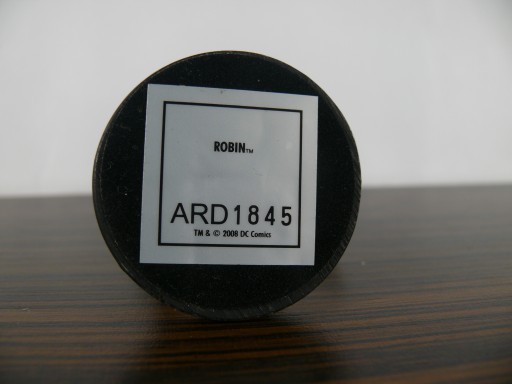 ROBIN™
ARD1845
TM & © 2008 DC Comics